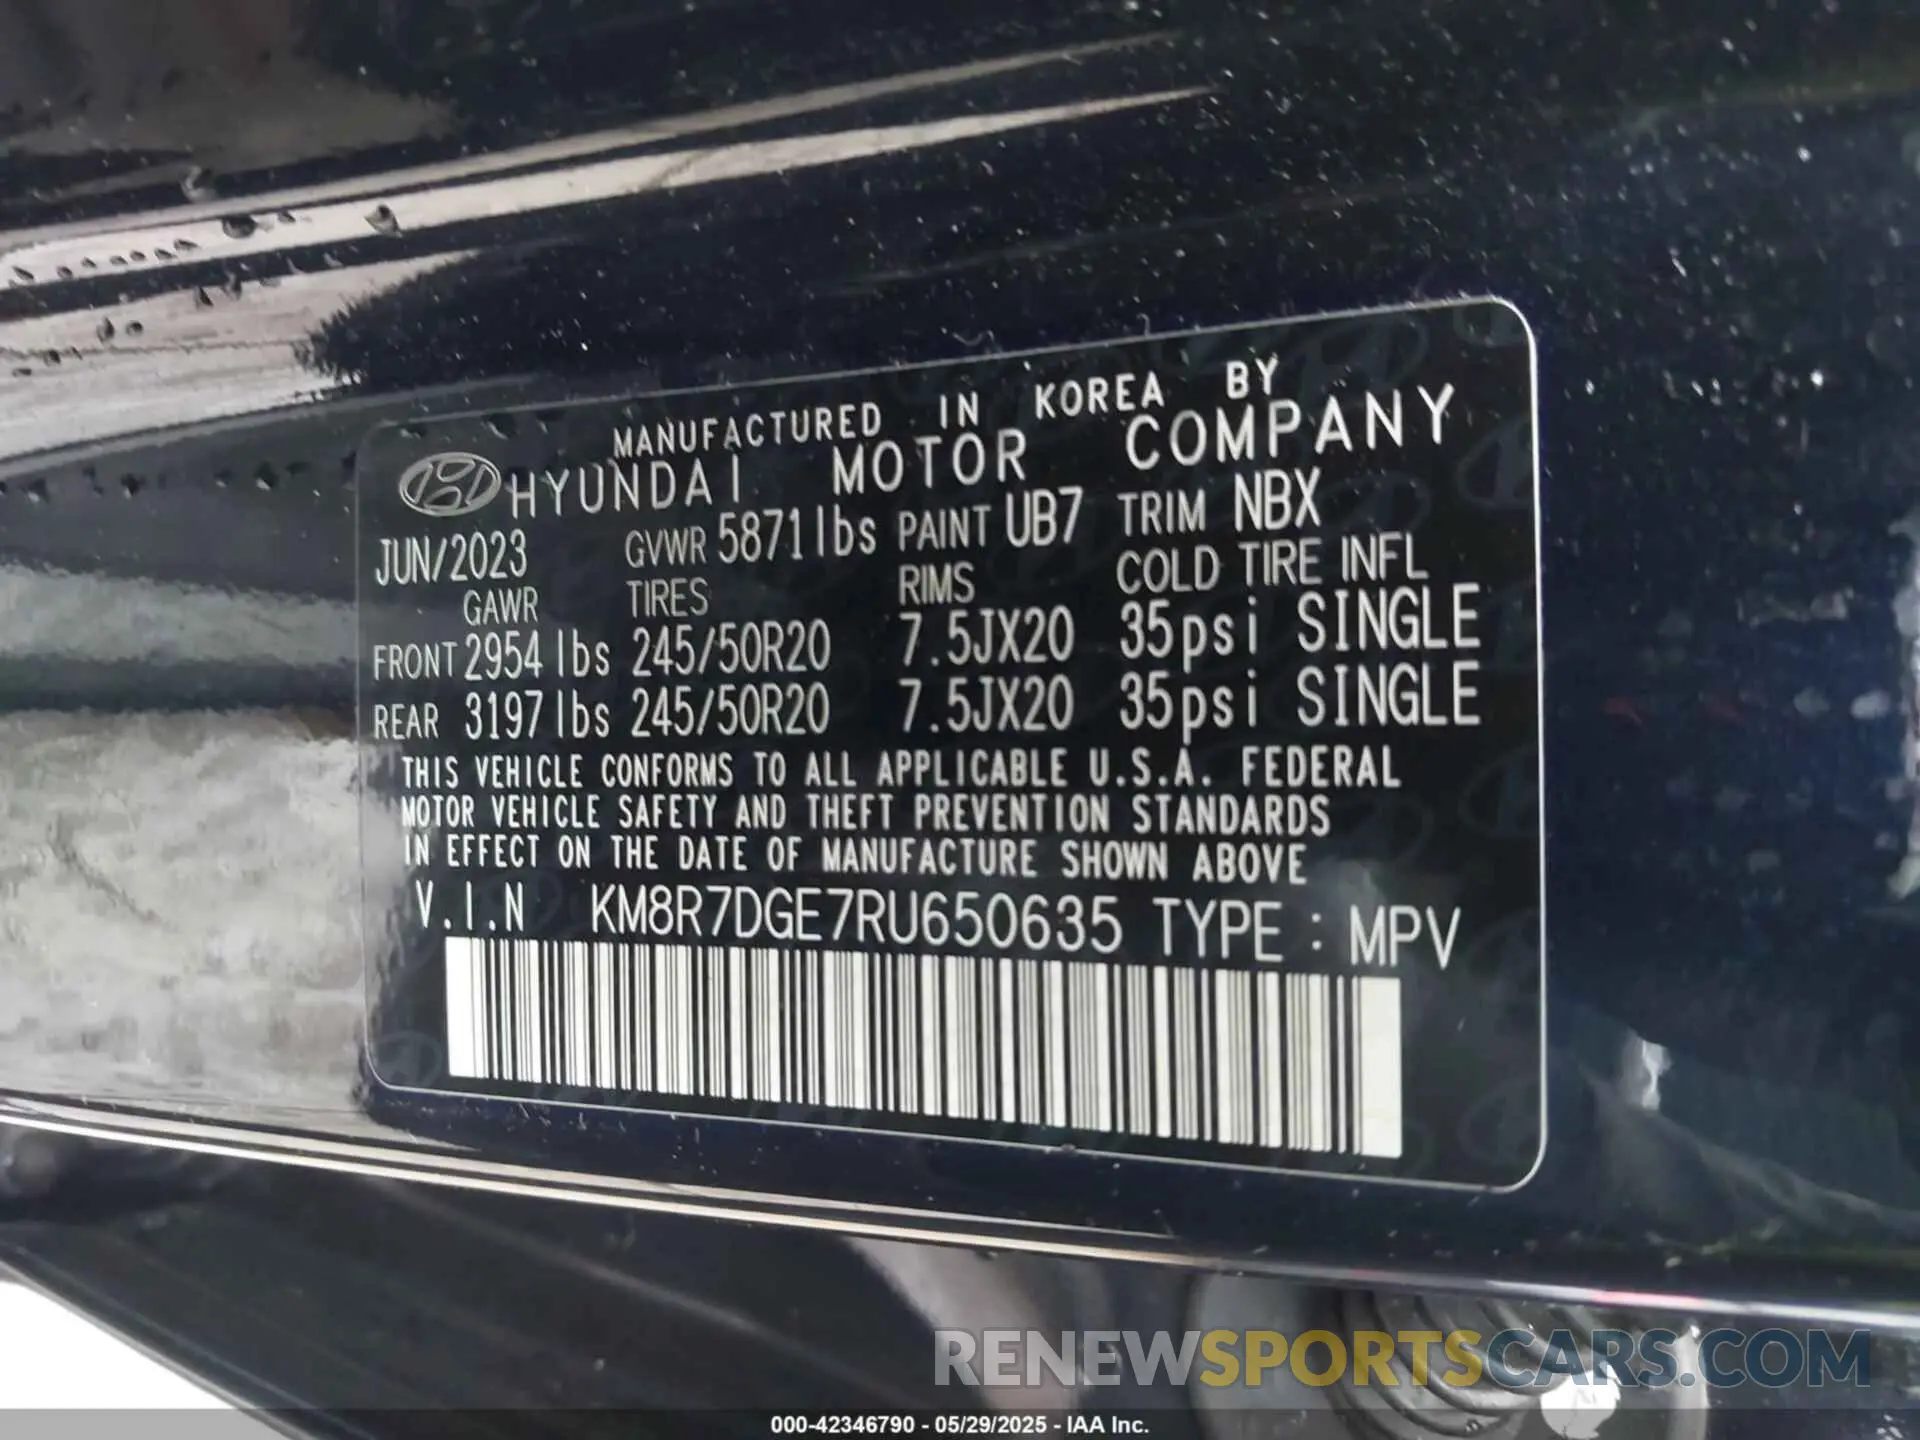 MANUFACTURED IN KOREA BY
HYUNDAI MOTOR COMPANY
JUN/2023 GVWR 5871lbs PAINT UB7 TRIM NBX
GAWR TIRES RIMS COLD TIRE INFL
FRONT 2954 lbs 245/50R20 7.5JX20 35psi SINGLE
REAR 3197 lbs 245/50R20 7.5JX20 35psi SINGLE
THIS VEHICLE CONFORMS TO ALL APPLICABLE U.S.A. FEDERAL
MOTOR VEHICLE SAFETY AND THEFT PREVENTION STANDARDS
IN EFFECT ON THE DATE OF MANUFACTURE SHOWN ABOVE
V.I.N KM8R7DGE7RU650635 TYPE : MPV
RENEWSPORTSCARS.COM
000-42346790 - 05/29/2025 - IAA Inc.